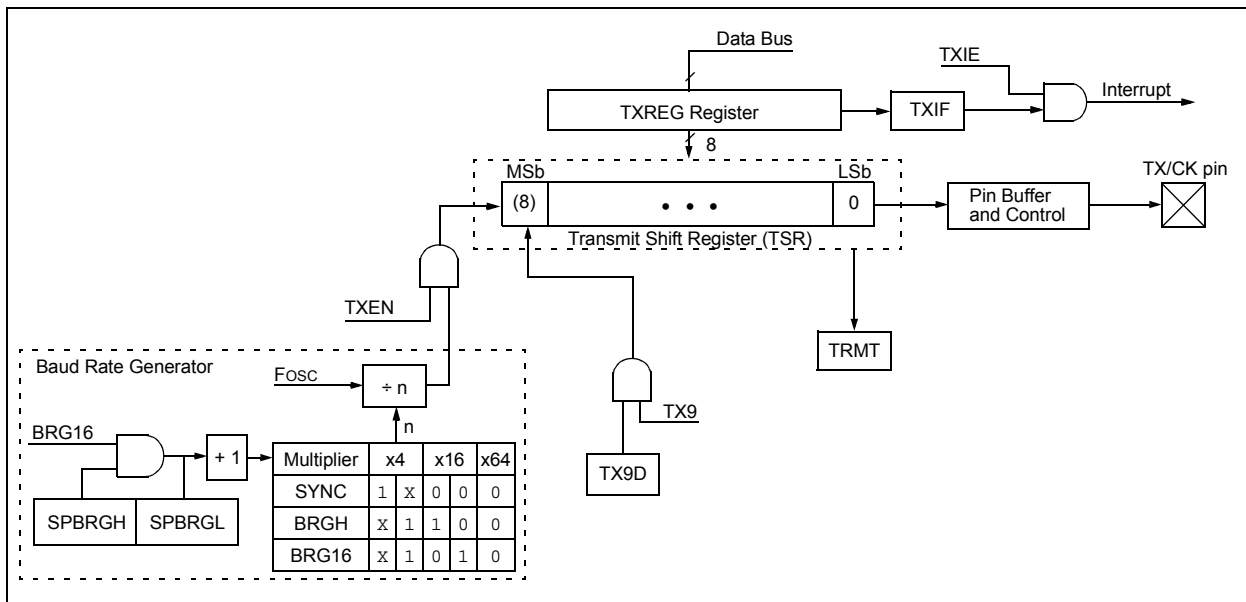 Data Bus
TXIE
Interrupt
TXREG Register
TXIF
8
MSb
LSb
TX/CK pin
(8)
• • •
0
Pin Buffer
and Control
Transmit Shift Register (TSR)
TXEN
TRMT
Baud Rate Generator
FOSC
÷ n
TX9
n
BRG16
+ 1
Multiplier x4 x16 x64
TX9D
SYNC 1 X 0 0 0
SPBRGH SPBRGL
BRGH X 1 1 0 0
BRG16 X 1 0 1 0